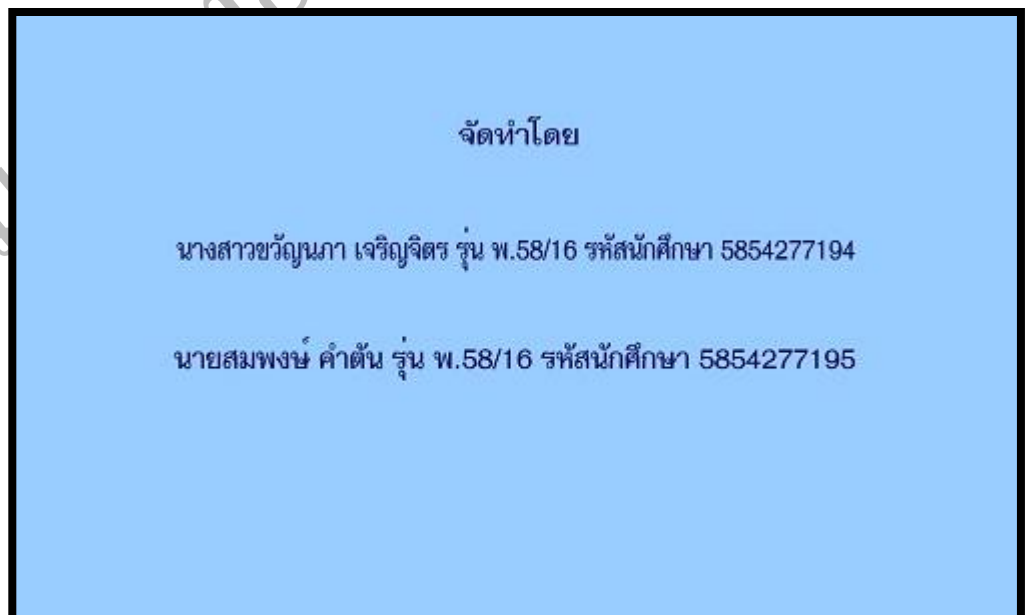 จัดทำโดย
นางสาวขวัญนภา เจริญจิตร รุ่น พ.58/16 รหัสนักศึกษา 5854277194
นายสมพงษ์ คำตัน รุ่น พ.58/16 รหัสนักศึกษา 5854277195